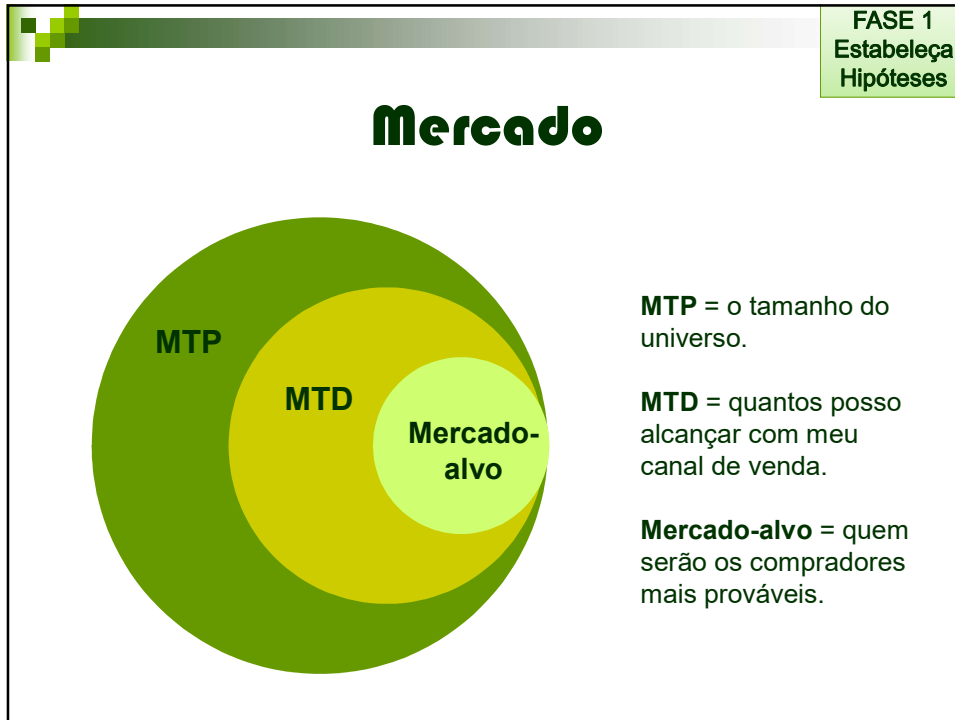 FASE 1
Estabeleça
Hipóteses
Mercado
MTP
MTD
Mercado-
alvo
MTP = o tamanho do
universo.
MTD = quantos posso
alcançar com meu
canal de venda.
Mercado-alvo = quem
serão os compradores
mais prováveis.